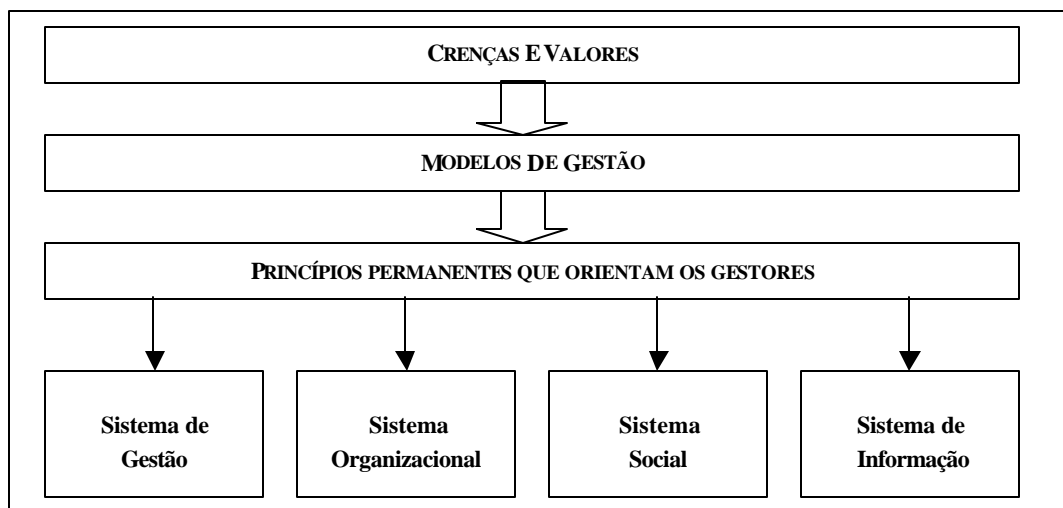 CRENÇAS E VALORES
MODELOS DE GESTÃO
PRINCÍPIOS PERMANENTES QUE ORIENTAM OS GESTORES
Sistema de
Gestão
Sistema
Organizacional
Sistema
Social
Sistema de
Informação